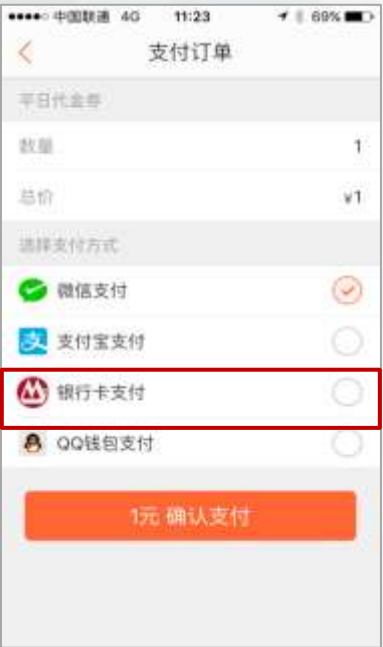 中国联通 4G 11:23 69%
支付订单
平日代金券
数量 1
总价 ¥1
选择支付方式
微信支付
支付宝支付
银行卡支付
QQ钱包支付
1元 确认支付